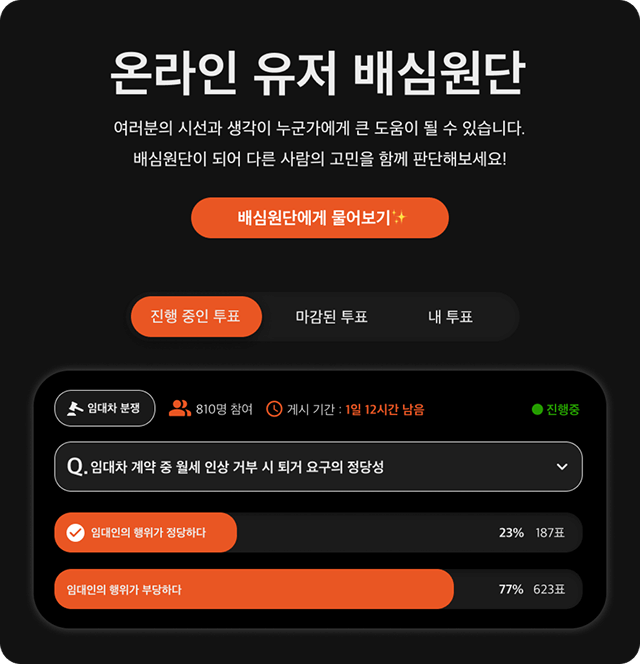 온라인 유저 배심원단
여러분의 시선과 생각이 누군가에게 큰 도움이 될 수 있습니다.
배심원단이 되어 다른 사람의 고민을 함께 판단해보세요!
배심원단에게 물어보기✨
진행 중인 투표 마감된 투표 내 투표
임대차 분쟁 810명 참여 게시 기간 : 1일 12시간 남음 진행중
Q. 임대차 계약 중 월세 인상 거부 시 퇴거 요구의 정당성
임대인의 행위가 정당하다 23% 187표
임대인의 행위가 부당하다 77% 623표